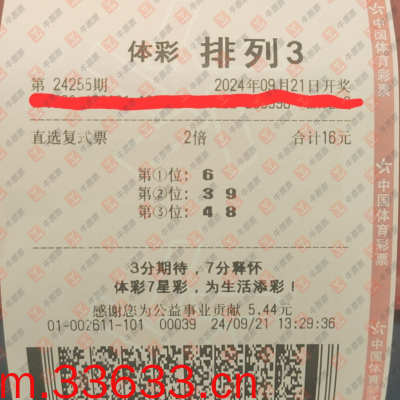 体彩 排列3
第 24255期 2024年09月21日开奖
直选复式票 2倍 合计16元
第①位: 6
第②位: 3 9
第③位: 4 8
3分期待，7分释怀
体彩7星彩，为生活添彩！
感谢您为公益事业贡献 5.44元
01-002611-101 00039 24/09/21 13:29:36
m.33633.cn
中国体育彩票
中国体育彩票